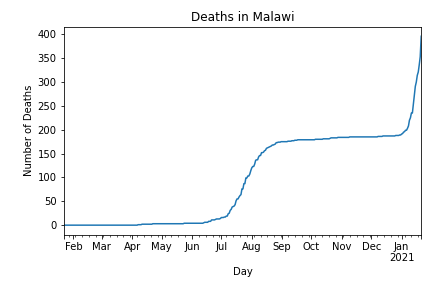 Deaths in Malawi
400
350
300
250
200
150
100
50
0
Number of Deaths
Feb Mar Apr May Jun Jul Aug Sep Oct Nov Dec Jan
2021
Day